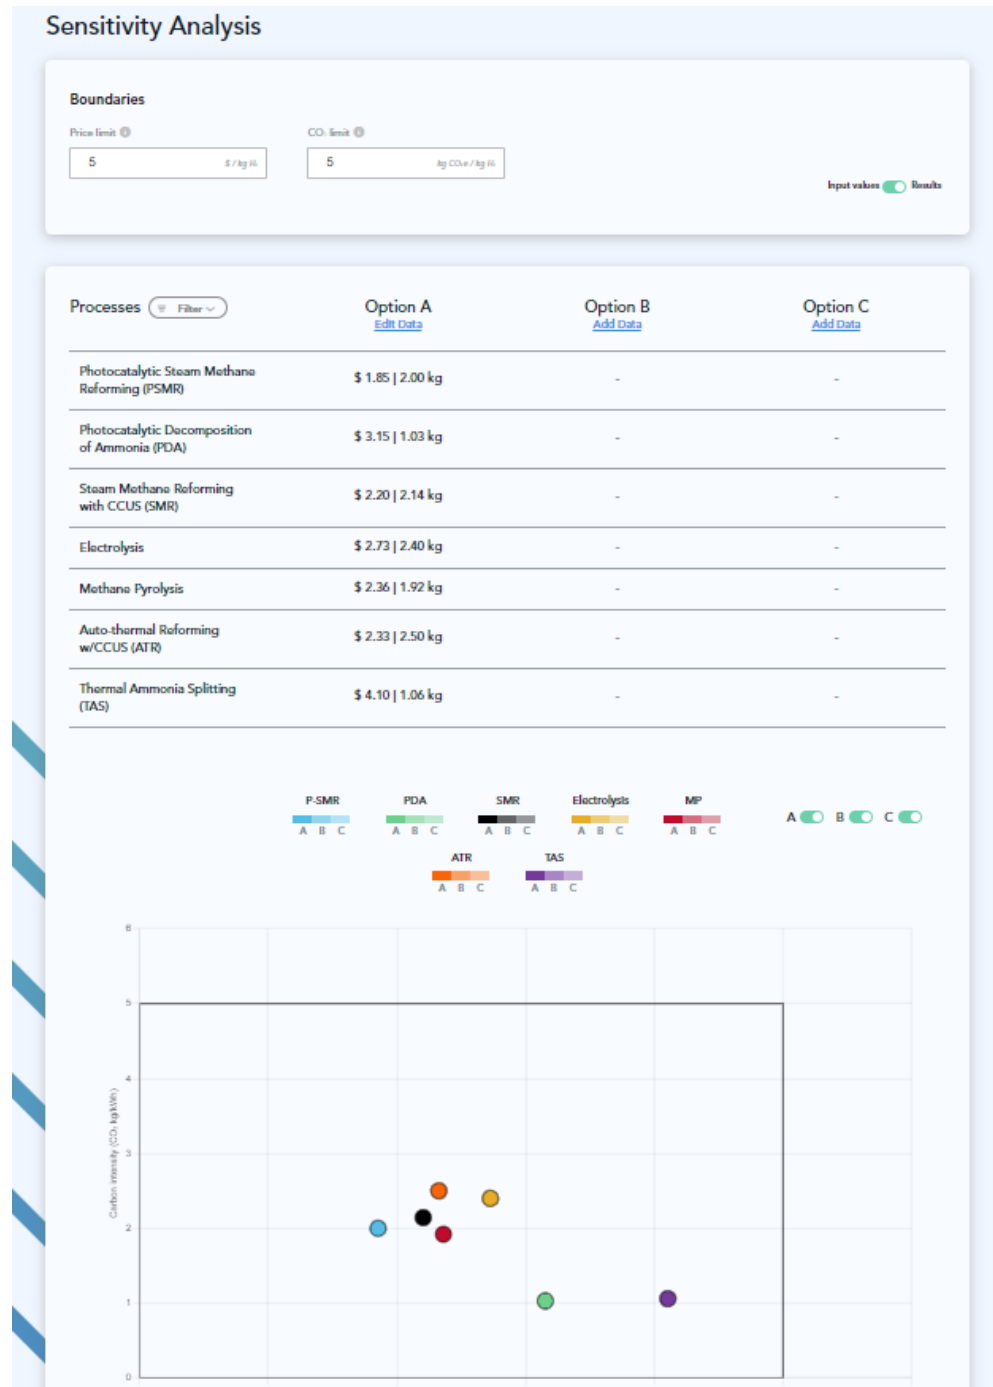 Sensitivity Analysis
Boundaries
Price limit
CO₂ limit
5 $ / kg H₂
5 kg CO₂e / kg H₂
Input values Results
Processes Filter Option A Option B Option C
Edit Data Add Data Add Data
Photocatalytic Steam Methane
Reforming (PSMR)
$ 1.85 | 2.00 kg - -
Photocatalytic Decomposition
of Ammonia (PDA)
$ 3.15 | 1.03 kg - -
Steam Methane Reforming
with CCUS (SMR)
$ 2.20 | 2.14 kg - -
Electrolysis $ 2.73 | 2.40 kg - -
Methane Pyrolysis $ 2.36 | 1.92 kg - -
Auto-thermal Reforming
w/CCUS (ATR)
$ 2.33 | 2.50 kg - -
Thermal Ammonia Splitting
(TAS)
$ 4.10 | 1.06 kg - -
P-SMR PDA SMR Electrolysis MP
A B C A B C A B C A B C A B C
A B C
ATR TAS
A B C A B C
6
5
4
3
2
1
0
Carbon intensity (CO₂ kg/kWh)